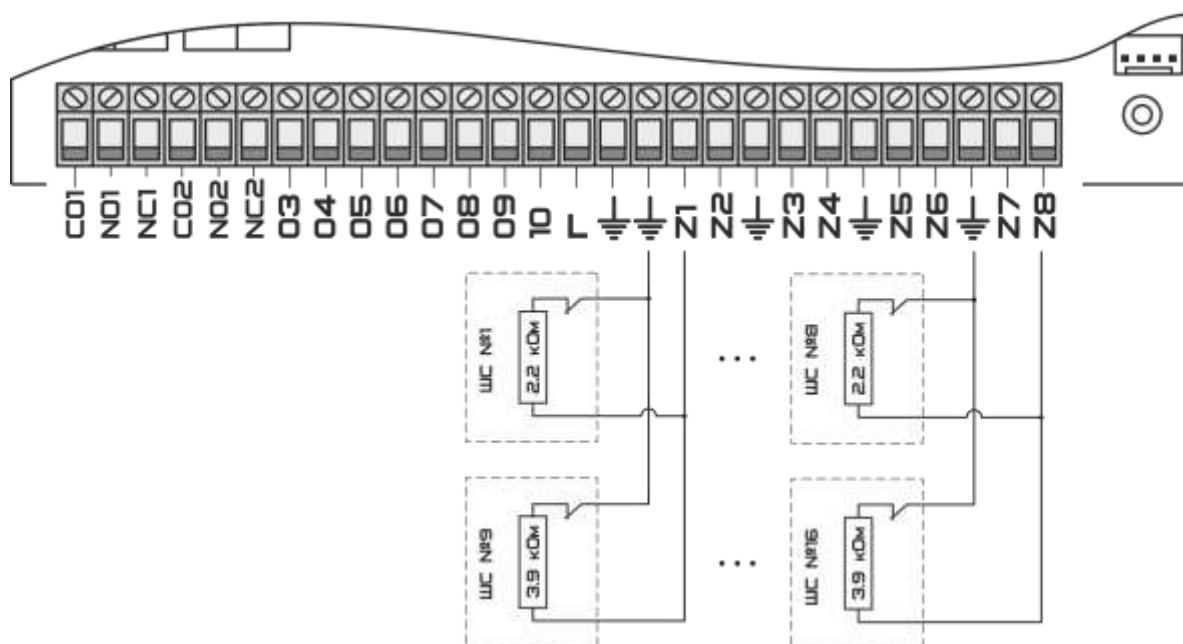 CO1 NO1 NC1 CO2 NO2 NC2 O3 O4 O5 O6 O7 O8 O9 10 L Z1 Z2 Z3 Z4 Z5 Z6 Z7 Z8
ШС №1
2.2 кОм
...
ШС №8
2.2 кОм
ШС №9
3.9 кОм
...
ШС №16
3.9 кОм